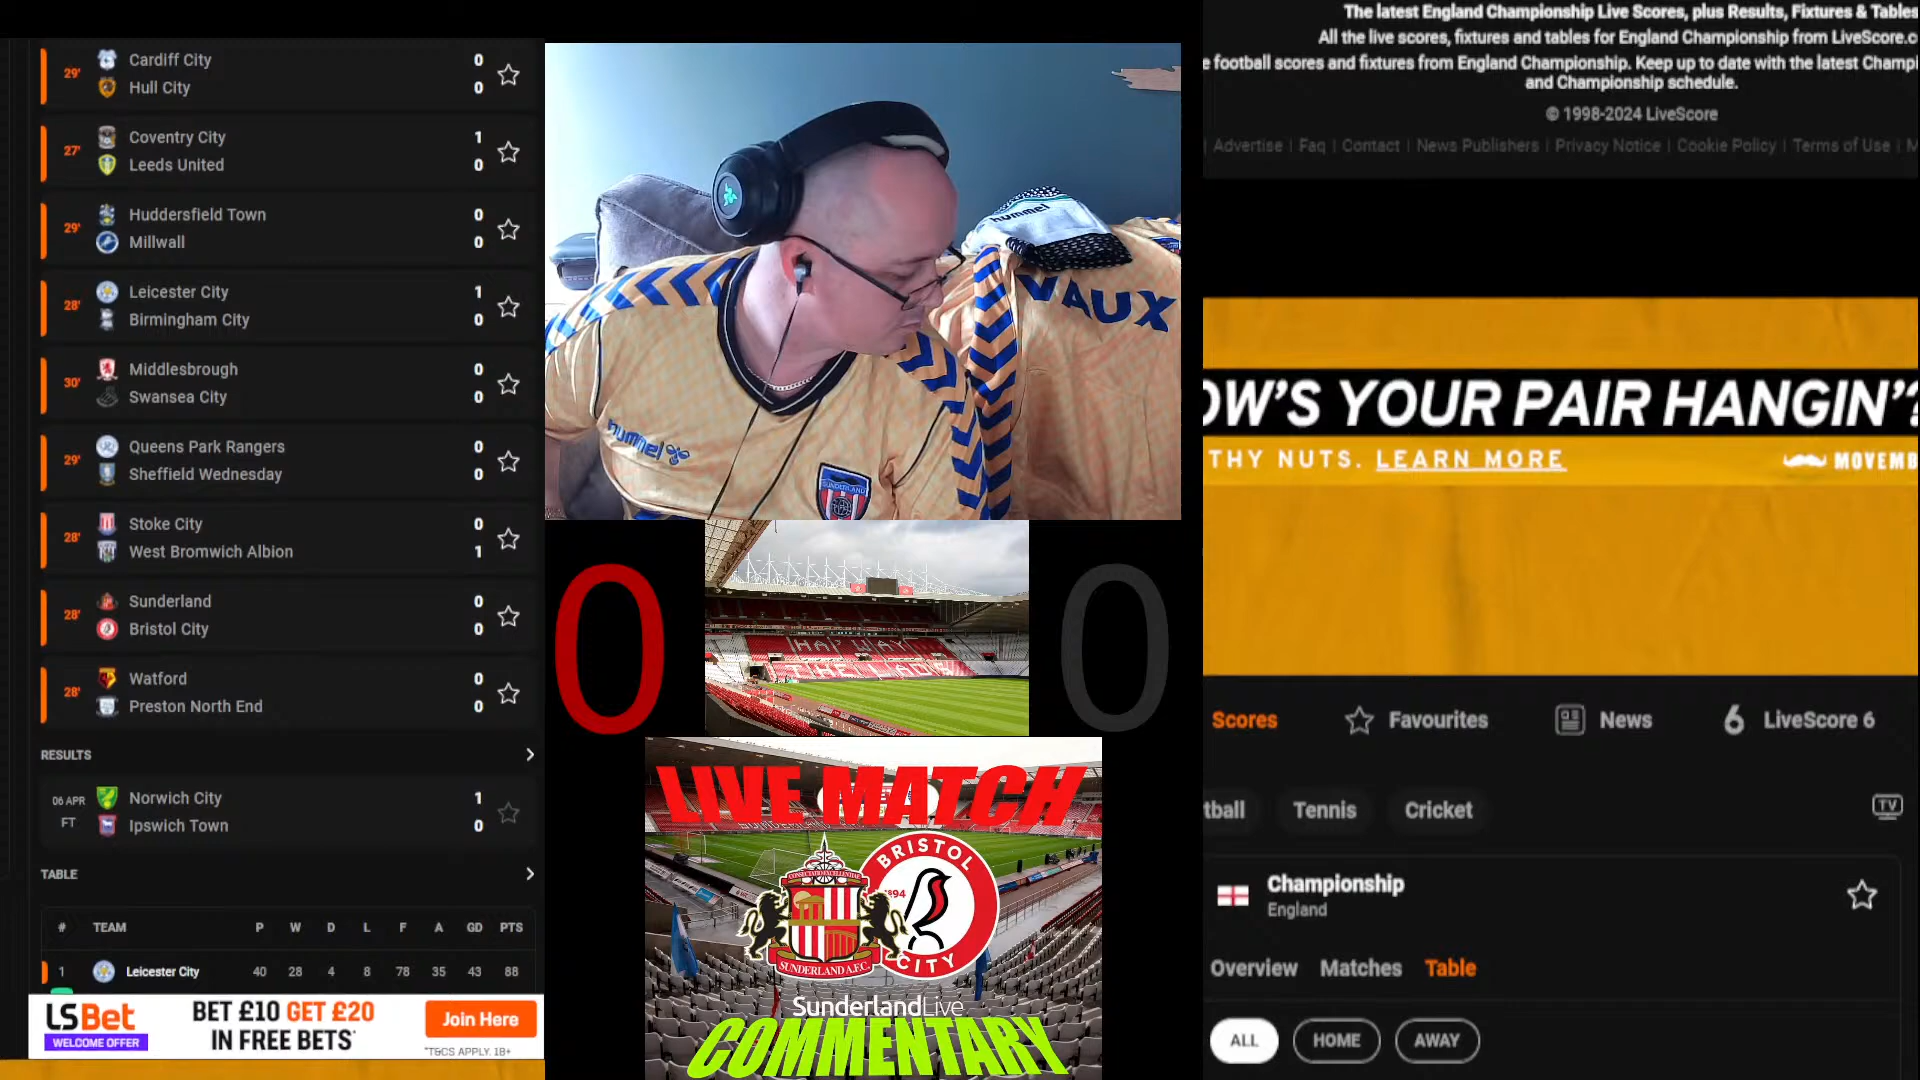 29'
Cardiff City 0
Hull City 0
27'
Coventry City 1
Leeds United 0
29'
Huddersfield Town 0
Millwall 0
28'
Leicester City 1
Birmingham City 0
30'
Middlesbrough 0
Swansea City 0
29'
Queens Park Rangers 0
Sheffield Wednesday 0
28'
Stoke City 0
West Bromwich Albion 1
28'
Sunderland 0
Bristol City 0
28'
Watford 0
Preston North End 0
RESULTS
06 APR
FT
Norwich City 1
Ipswich Town 0
TABLE
# TEAM P W D L F A GD PTS
1 Leicester City 40 28 4 8 78 35 43 88
LSBet
WELCOME OFFER
BET £10 GET £20
IN FREE BETS*
Join Here
*T&CS APPLY. 18+
hummel
VAUX
hummel
SUNDERLAND
0 0
HA'WAY
THE LADS
LIVE MATCH
BRISTOL
CITY
SUNDERLAND A.F.C.
SunderlandLive
COMMENTARY
The latest England Championship Live Scores, plus Results, Fixtures & Tables
All the live scores, fixtures and tables for England Championship from LiveScore.c
e football scores and fixtures from England Championship. Keep up to date with the latest Champi
and Championship schedule.
© 1998-2024 LiveScore
Advertise | Faq | Contact | News Publishers | Privacy Notice | Cookie Policy | Terms of Use | M
OW'S YOUR PAIR HANGIN'?
THY NUTS. LEARN MORE
MOVEMB
Scores Favourites News 6 LiveScore 6
tball Tennis Cricket
TV
Championship
England
Overview Matches Table
ALL HOME AWAY